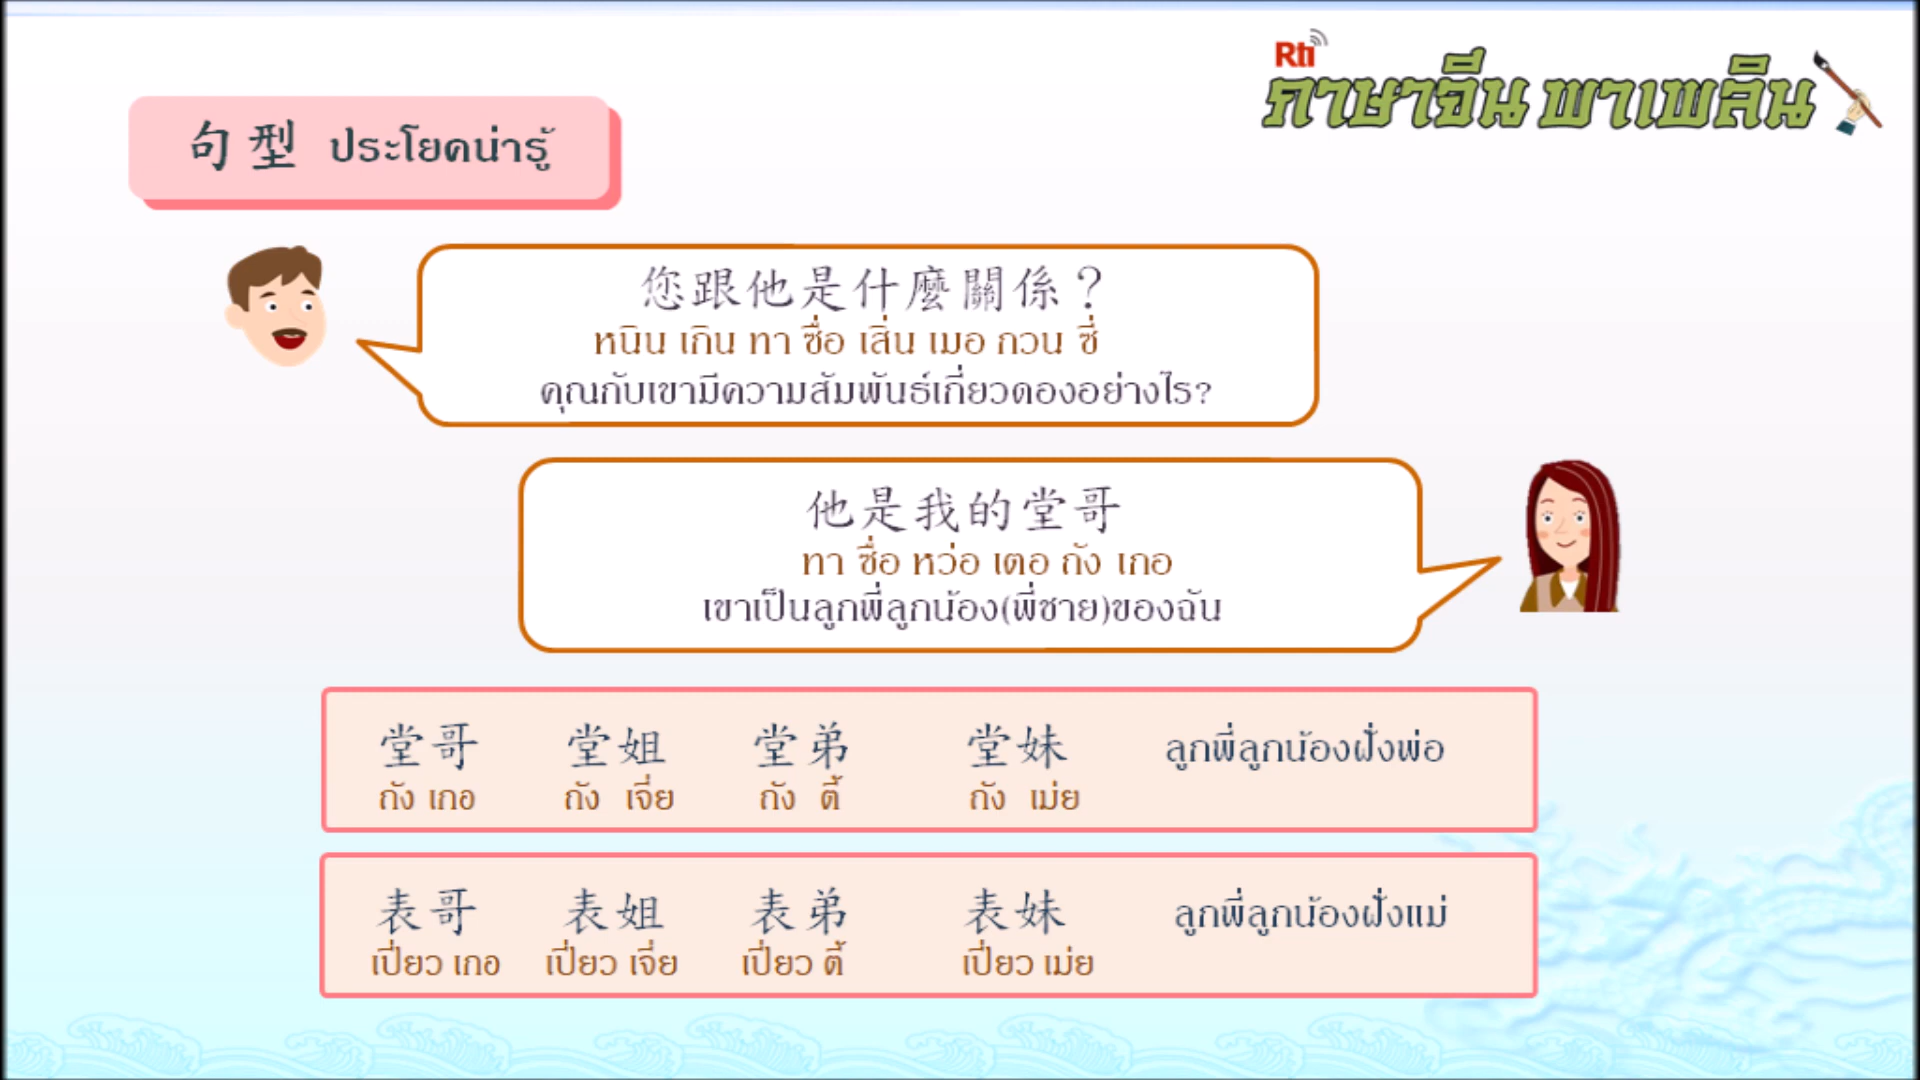 Rti
ภาษาจีน พาเพลิน
句型 ประโยคน่ารู้
您跟他是什麼關係？
หนิน เกิน ทา ซื่อ เสิ่น เมอ กวน ซี่
คุณกับเขามีความสัมพันธ์เกี่ยวดองอย่างไร?
他是我的堂哥
ทา ซื่อ หว่อ เตอ ถัง เกอ
เขาเป็นลูกพี่ลูกน้อง(พี่ชาย)ของฉัน
堂哥 堂姐 堂弟 堂妹 ลูกพี่ลูกน้องฝั่งพ่อ
ถัง เกอ ถัง เจี่ย ถัง ตี้ ถัง เม่ย
表哥 表姐 表弟 表妹 ลูกพี่ลูกน้องฝั่งแม่
เปี่ยว เกอ เปี่ยว เจี่ย เปี่ยว ตี้ เปี่ยว เม่ย